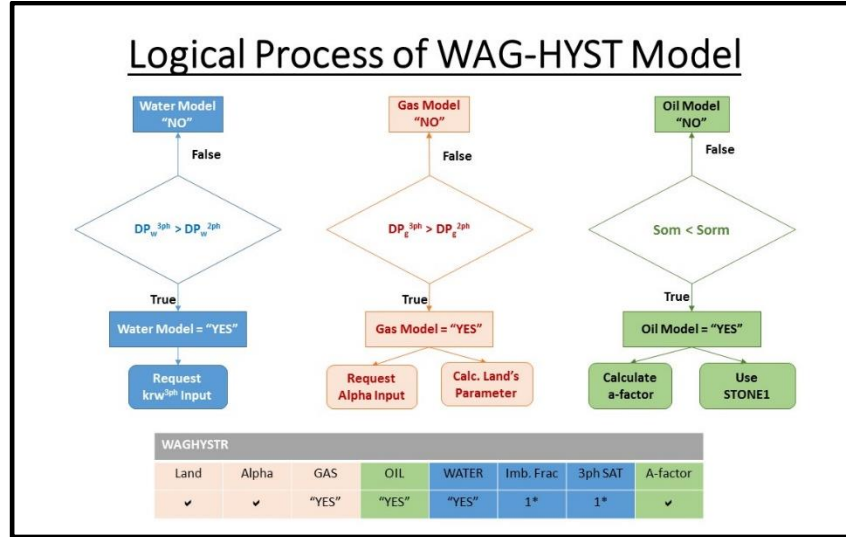 Logical Process of WAG-HYST Model
Water Model
"NO"
False
DPw3ph > DPw2ph
True
Water Model = "YES"
Request
krw3ph Input
Gas Model
"NO"
False
DPg3ph > DPg2ph
True
Gas Model = "YES"
Request
Alpha Input
Calc. Land's
Parameter
Oil Model
"NO"
False
Som < Sorm
True
Oil Model = "YES"
Calculate
a-factor
Use
STONE1
WAGHYSTR
Land Alpha GAS OIL WATER Imb. Frac 3ph SAT A-factor
✓ ✓ "YES" "YES" "YES" 1* 1* ✓